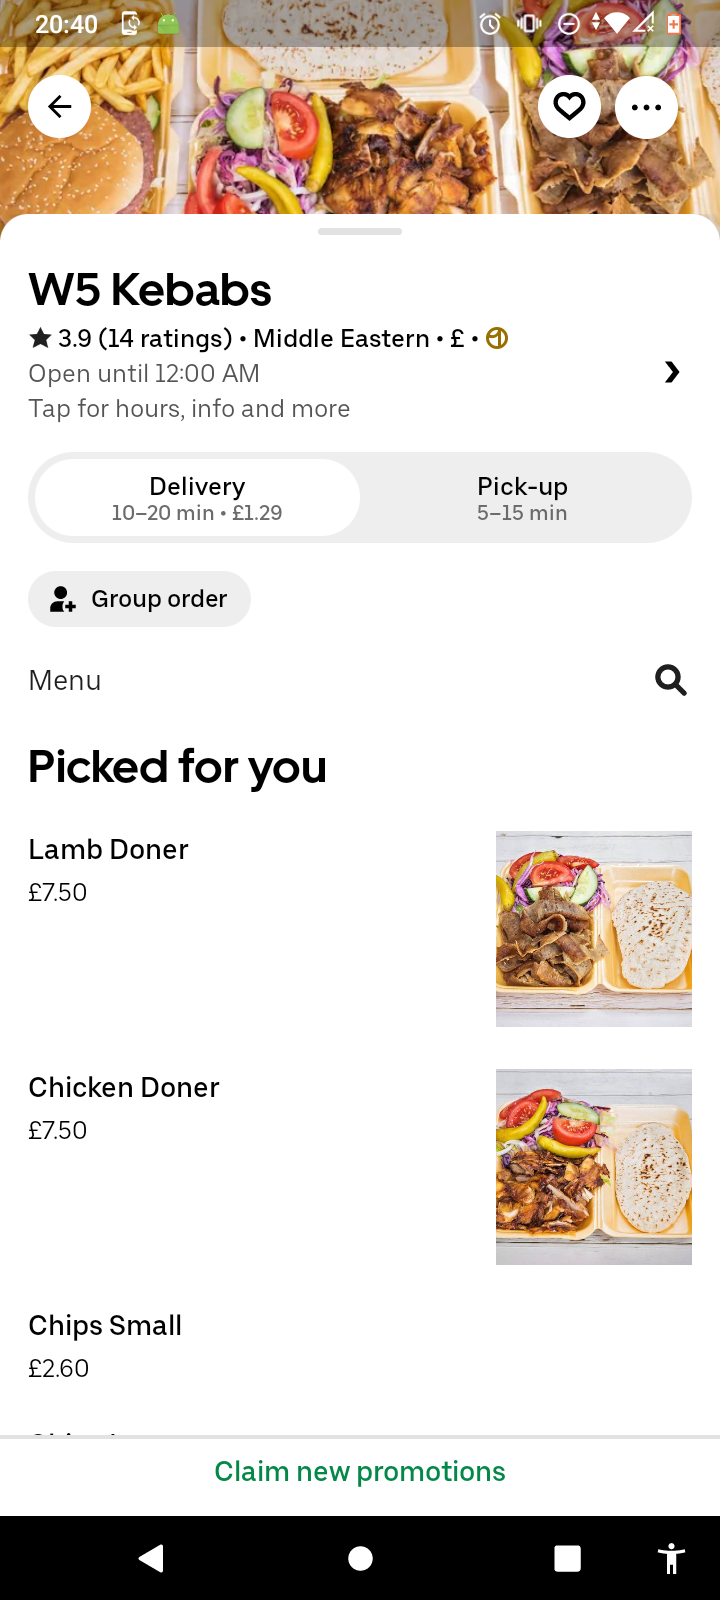 20:40
W5 Kebabs
3.9 (14 ratings) • Middle Eastern • £ •
Open until 12:00 AM
Tap for hours, info and more
Delivery
10–20 min • £1.29
Pick-up
5–15 min
Group order
Menu
Picked for you
Lamb Doner
£7.50
Chicken Doner
£7.50
Chips Small
£2.60
Claim new promotions